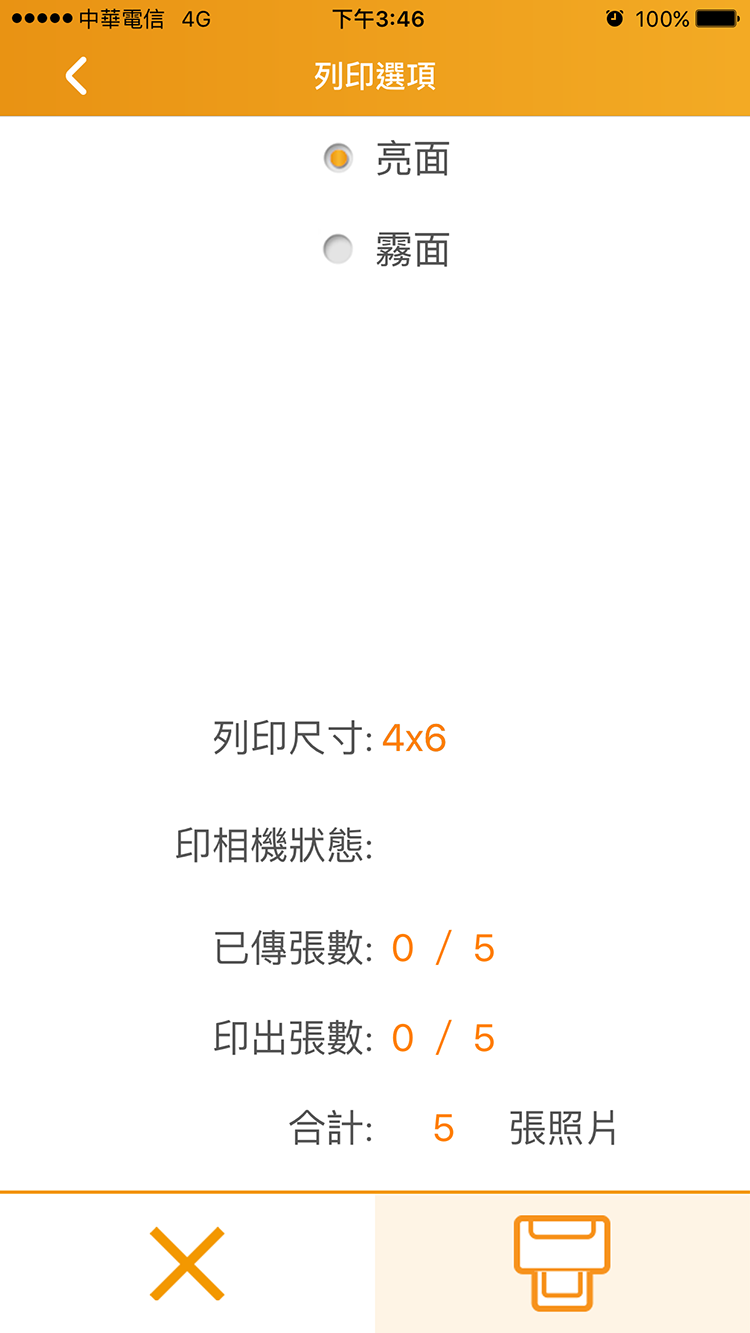 中華電信 4G 下午3:46 100%
列印選項
亮面
霧面
列印尺寸: 4x6
印相機狀態:
已傳張數: 0 / 5
印出張數: 0 / 5
合計: 5 張照片